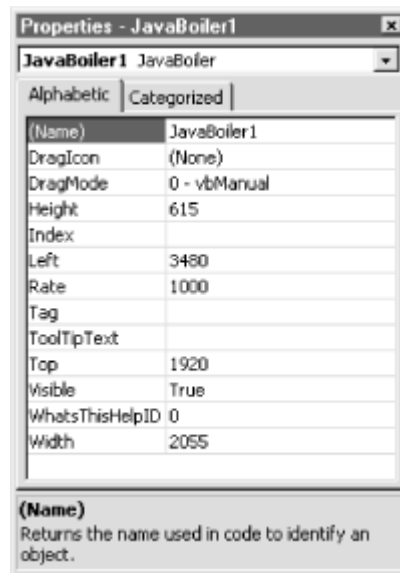 Properties - JavaBoiler1
JavaBoiler1 JavaBoiler
Alphabetic Categorized
(Name) JavaBoiler1
DragIcon (None)
DragMode 0 - vbManual
Height 615
Index
Left 3480
Rate 1000
Tag
ToolTipText
Top 1920
Visible True
WhatsThisHelpID 0
Width 2055
(Name)
Returns the name used in code to identify an
object.